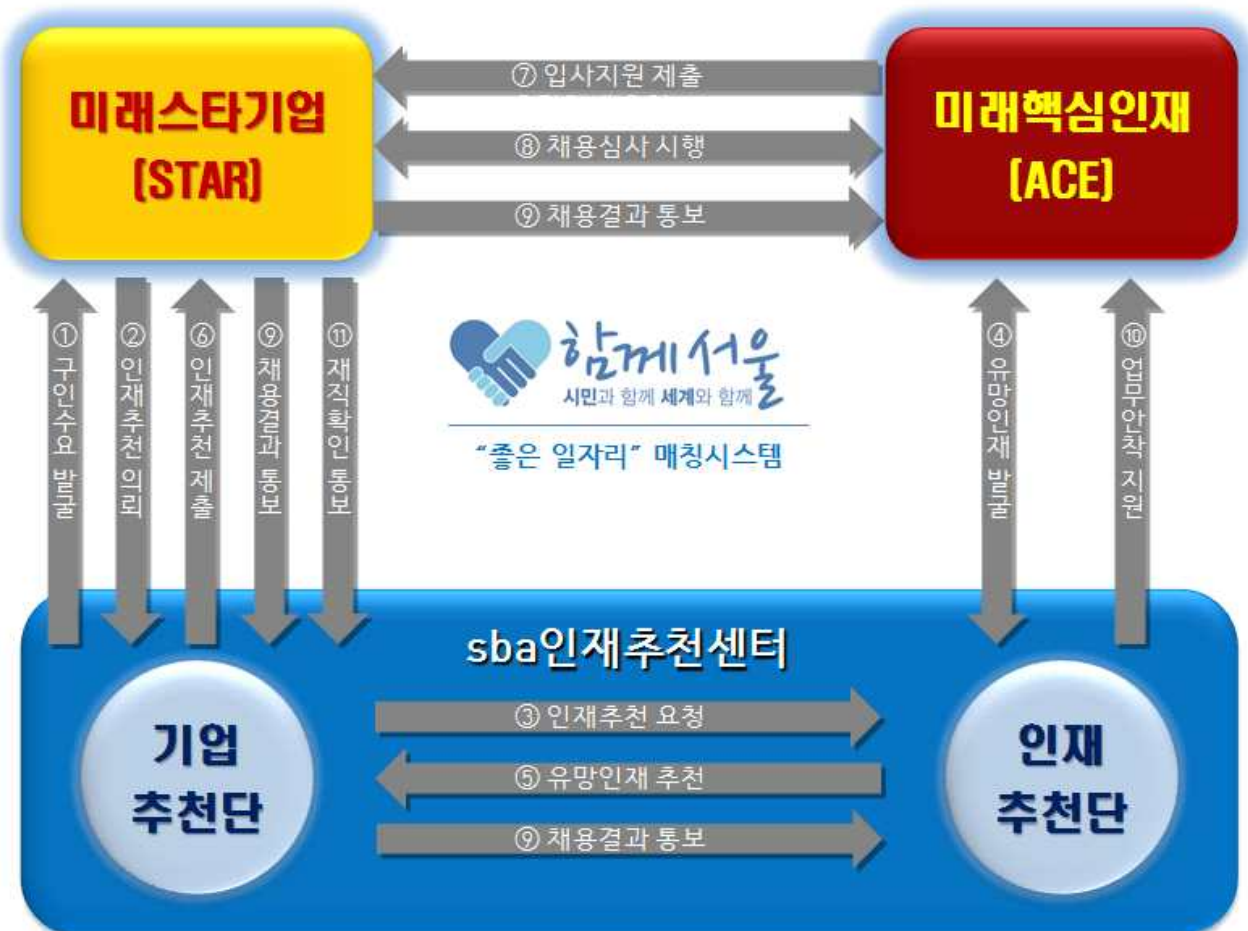 미래스타기업
(STAR)
⑦ 입사지원 제출
⑧ 채용심사 시행
⑨ 채용결과 통보
미래핵심인재
(ACE)
① 구인수요 발굴
② 인재추천 의뢰
⑥ 인재추천 제출
⑨ 채용결과 통보
⑪ 재직확인 통보
함께서울
시민과 함께 세계와 함께
“좋은 일자리” 매칭시스템
④ 유망인재 발굴
⑩ 업무안착 지원
sba인재추천센터
기업
추천단
③ 인재추천 요청
⑤ 유망인재 추천
⑨ 채용결과 통보
인재
추천단